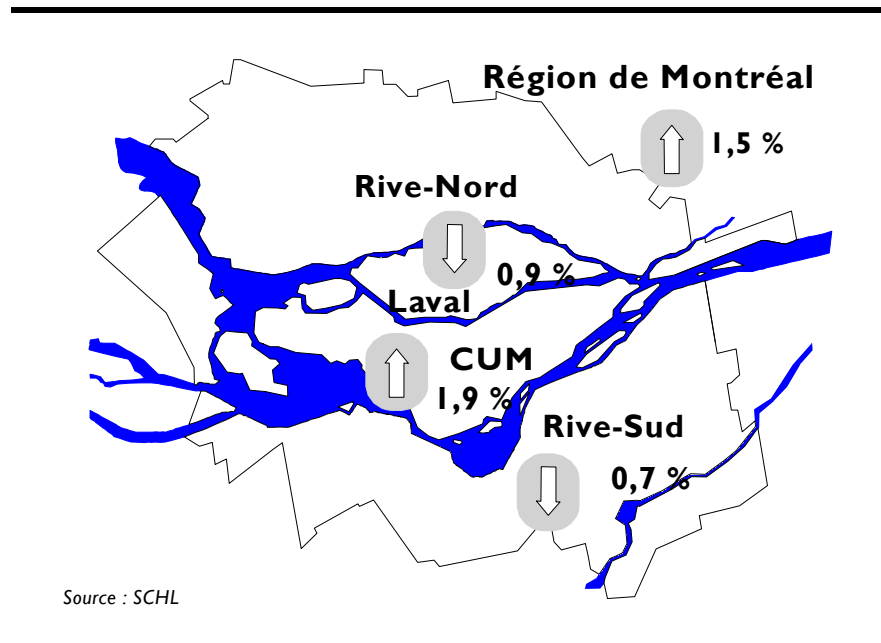 Région de Montréal
1,5 %
Rive-Nord
0,9 %
Laval
CUM
1,9 %
Rive-Sud
0,7 %
Source : SCHL